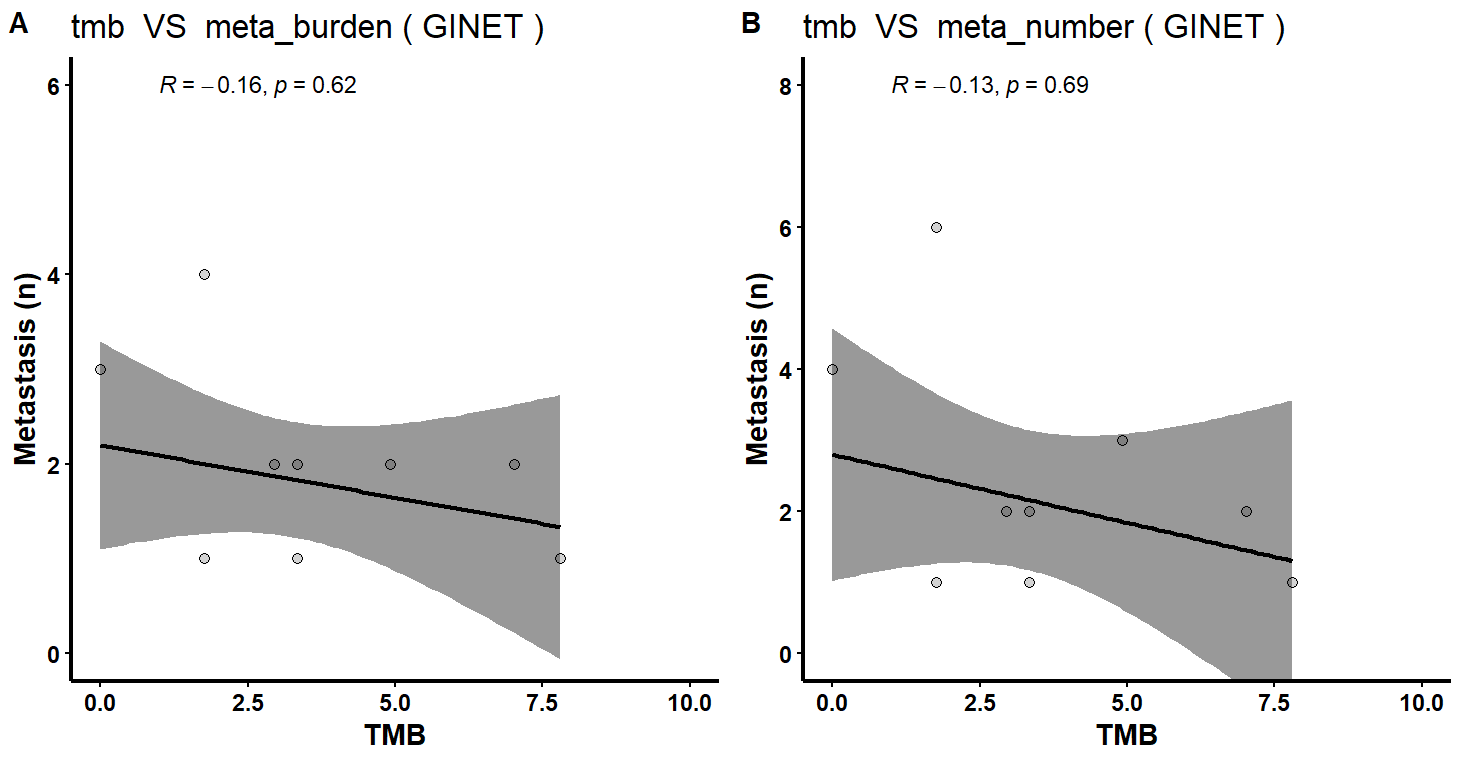 A
tmb VS meta_burden ( GINET )
R = −0.16, p = 0.62
6
4
2
0
Metastasis (n)
0.0 2.5 5.0 7.5 10.0
TMB
B
tmb VS meta_number ( GINET )
R = −0.13, p = 0.69
8
6
4
2
0
Metastasis (n)
0.0 2.5 5.0 7.5 10.0
TMB